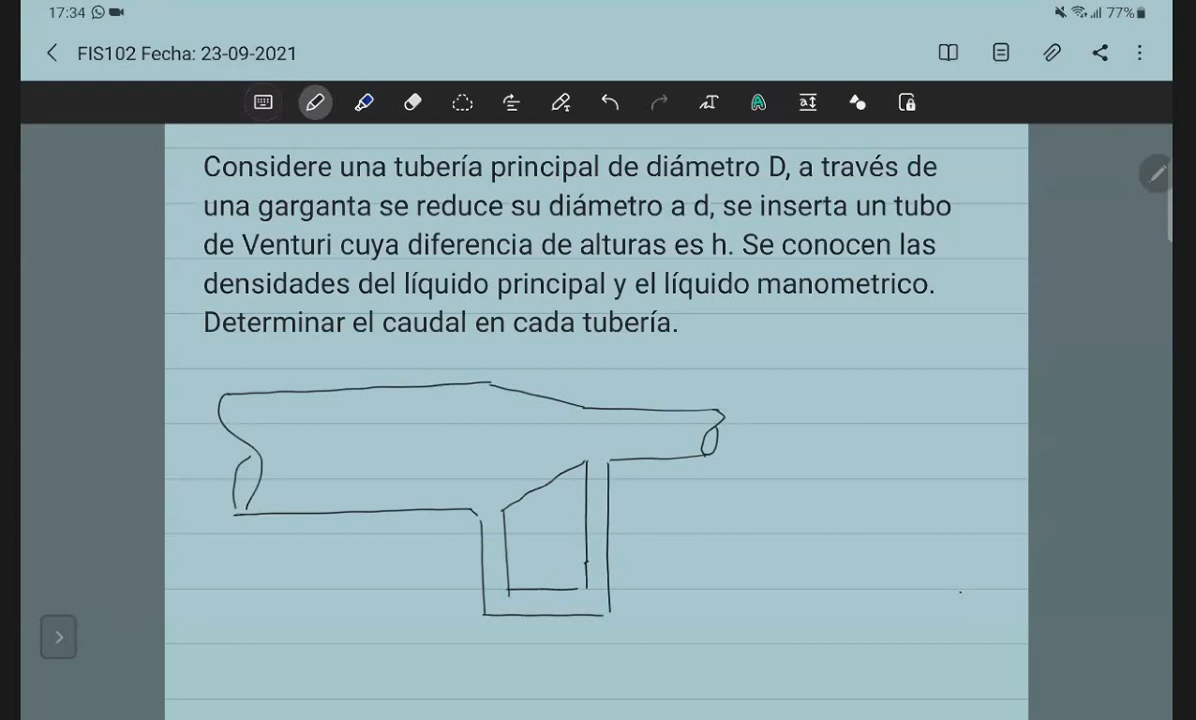 17:34
77%
FIS102 Fecha: 23-09-2021
Considere una tubería principal de diámetro D, a través de
una garganta se reduce su diámetro a d, se inserta un tubo
de Venturi cuya diferencia de alturas es h. Se conocen las
densidades del líquido principal y el líquido manometrico.
Determinar el caudal en cada tubería.